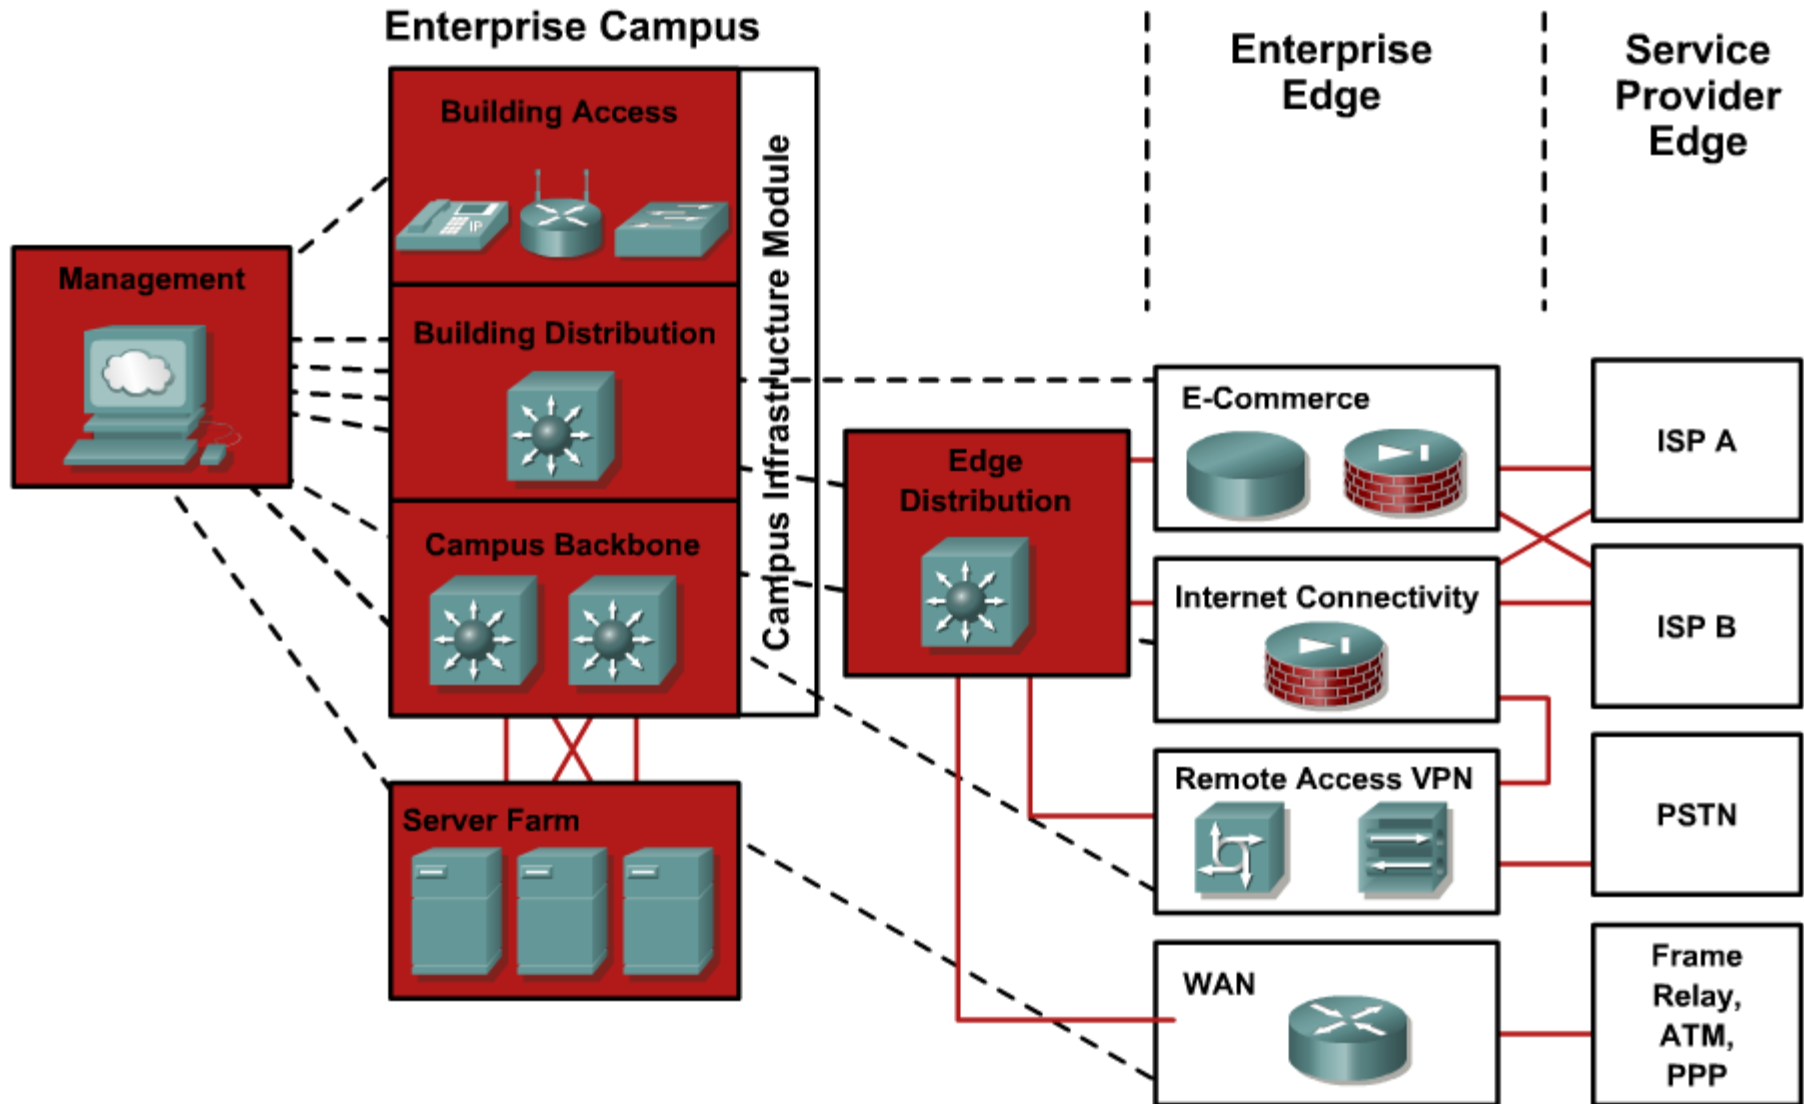 Enterprise Campus
Enterprise
Edge
Service
Provider
Edge
Building Access
IP
Campus Infrastructure Module
Management
Building Distribution
Campus Backbone
Server Farm
Edge
Distribution
E-Commerce
Internet Connectivity
Remote Access VPN
WAN
ISP A
ISP B
PSTN
Frame
Relay,
ATM,
PPP